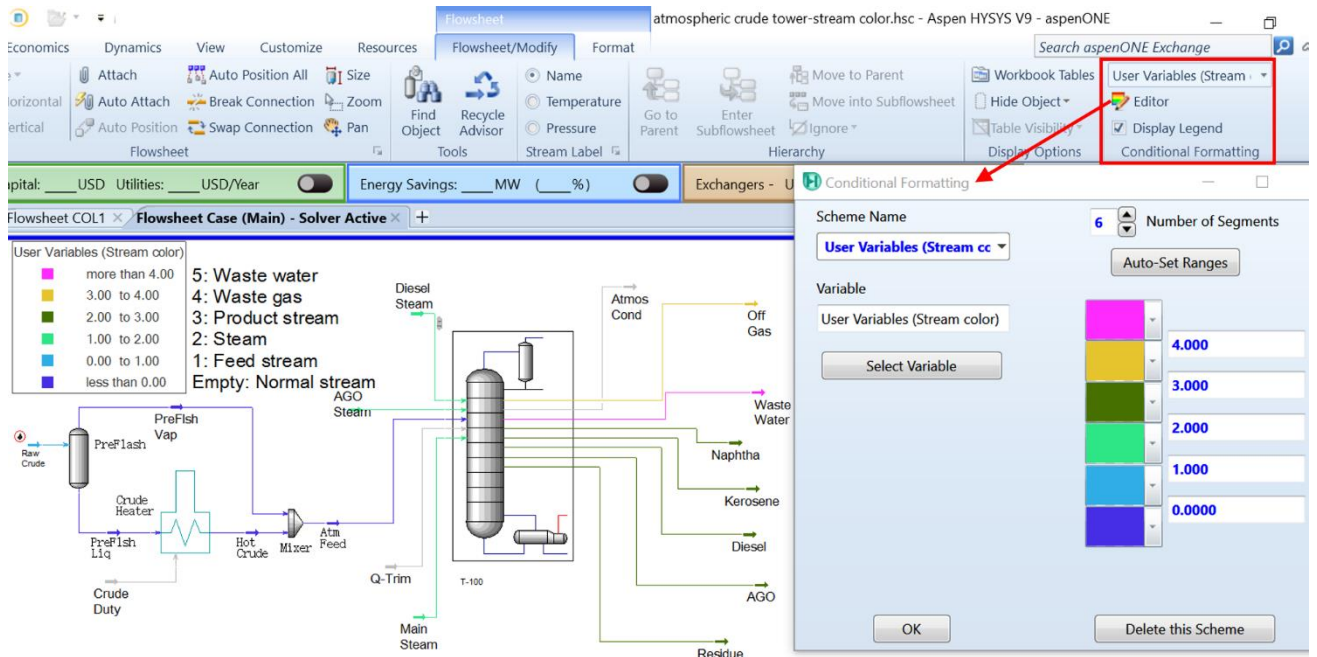 Flowsheet
atmospheric crude tower-stream color.hsc - Aspen HYSYS V9 - aspenONE
Economics Dynamics View Customize Resources Flowsheet/Modify Format Search aspenONE Exchange
Attach Auto Position All Size Name Move to Parent Workbook Tables User Variables (Stream
Auto Attach Break Connection Zoom Temperature Move into Subflowsheet Hide Object Editor
Auto Position Swap Connection Pan Pressure Ignore Table Visibility Display Legend
Find Object Recycle Advisor Go to Parent Enter Subflowsheet
Flowsheet Tools Stream Label Hierarchy Display Options Conditional Formatting
____USD Utilities: ____USD/Year Energy Savings: ____MW (____%) Exchangers - U
Flowsheet COL1 Flowsheet Case (Main) - Solver Active +
User Variables (Stream color)
more than 4.00
3.00 to 4.00
2.00 to 3.00
1.00 to 2.00
0.00 to 1.00
less than 0.00
5: Waste water
4: Waste gas
3: Product stream
2: Steam
1: Feed stream
Empty: Normal stream
Diesel
Steam
Atmos
Cond
Off
Gas
AGO
Steam
Waste
Water
PreFlsh
Vap
PreFlash
Raw
Crude
Naphtha
Crude
Heater
Kerosene
PreFlsh
Liq
Hot
Crude
Mixer
Atm
Feed
Diesel
Q-Trim
T-100
Crude
Duty
AGO
Main
Steam
Residue
Conditional Formatting
Scheme Name
User Variables (Stream cc
6 Number of Segments
Auto-Set Ranges
Variable
User Variables (Stream color)
Select Variable
4.000
3.000
2.000
1.000
0.0000
OK
Delete this Scheme